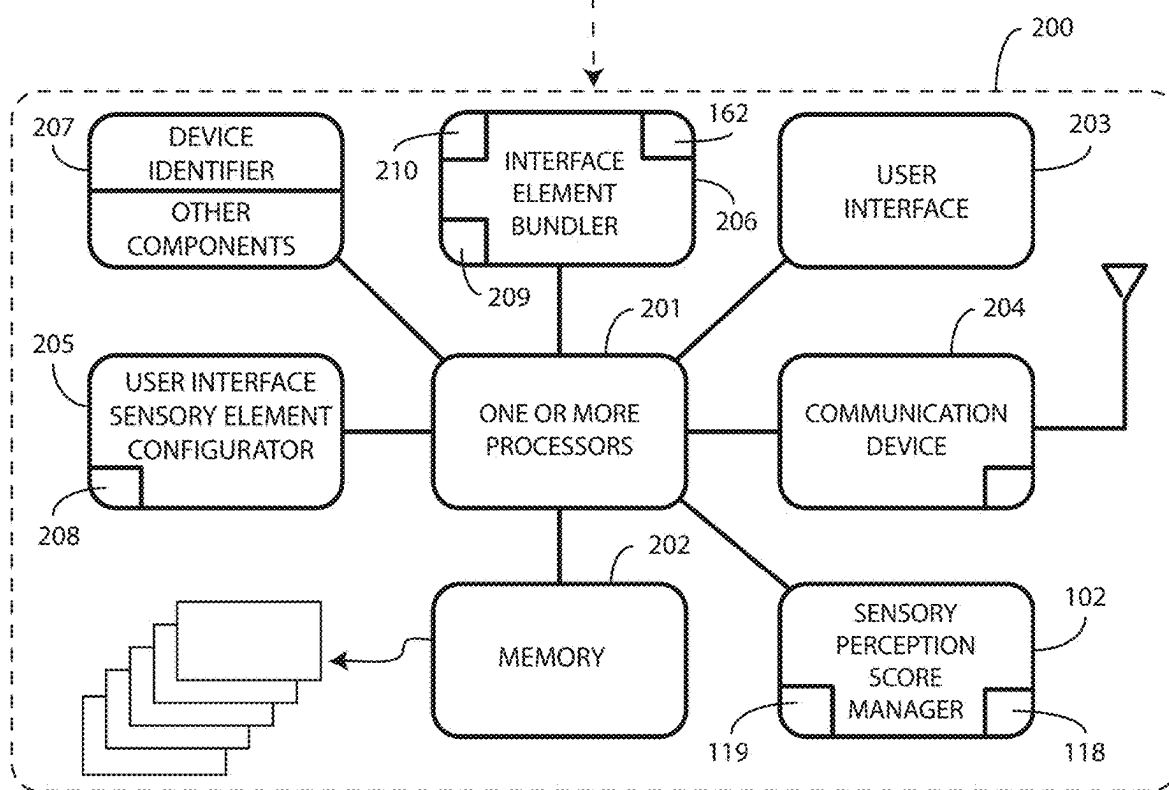 200
207
DEVICE
IDENTIFIER
OTHER
COMPONENTS
210
162
INTERFACE
ELEMENT
BUNDLER
206
209
USER
INTERFACE
203
205
USER INTERFACE
SENSORY ELEMENT
CONFIGURATOR
208
201
ONE OR MORE
PROCESSORS
204
COMMUNICATION
DEVICE
202
MEMORY
102
SENSORY
PERCEPTION
SCORE
MANAGER
119
118